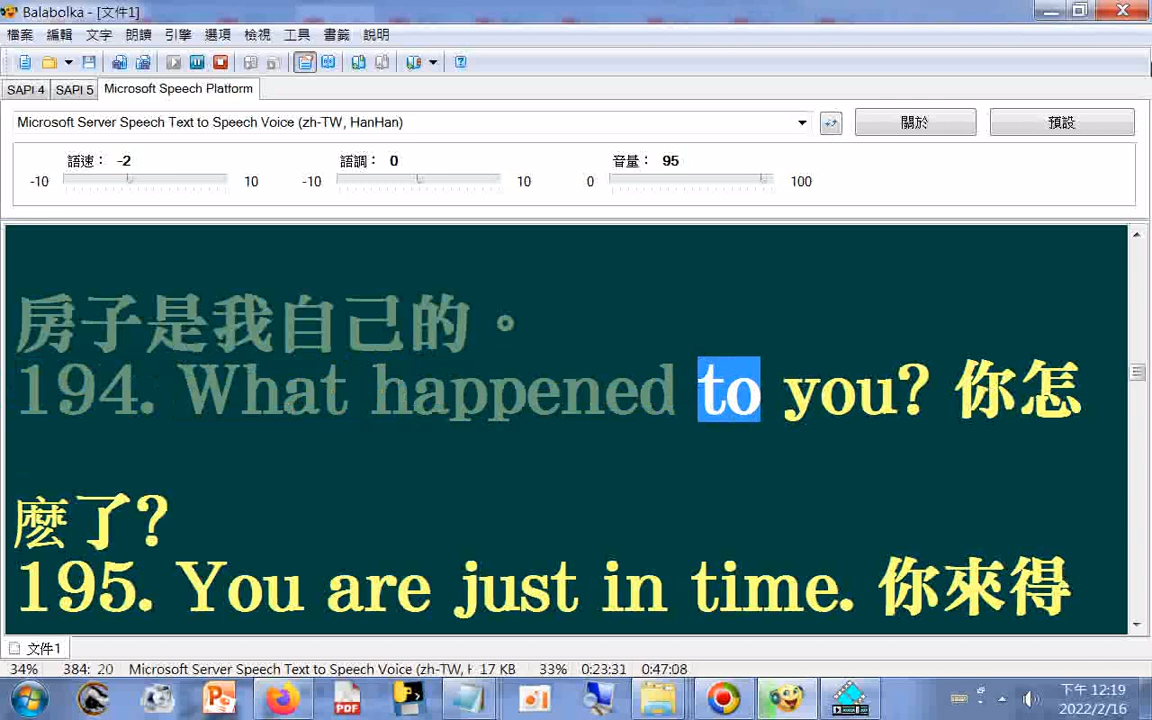 Balabolka - [文件1]
檔案 編輯 文字 朗讀 引擎 選項 檢視 工具 書籤 說明
SAPI 4 SAPI 5 Microsoft Speech Platform
Microsoft Server Speech Text to Speech Voice (zh-TW, HanHan) 關於 預設
語速： -2 語調： 0 音量： 95
-10 10 -10 10 0 100
房子是我自己的。
194. What happened to you? 你怎
麼了?
195. You are just in time. 你來得
文件1
34% 384: 20 Microsoft Server Speech Text to Speech Voice (zh-TW, H 17 KB 33% 0:23:31 0:47:08
下午 12:19
2022/2/16